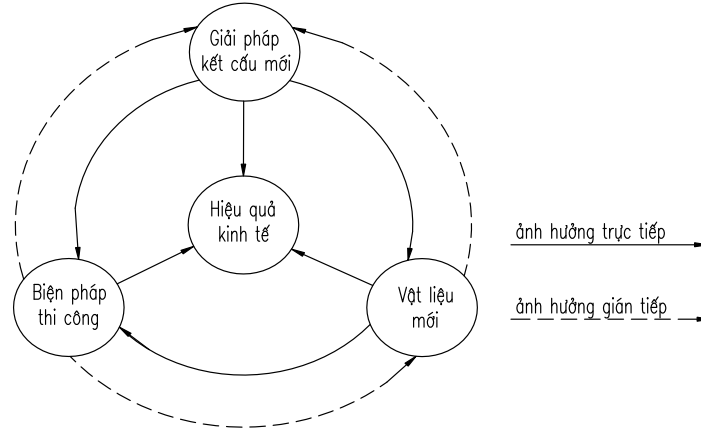 Giải pháp
kết cấu mới
Hiệu quả
kinh tế
Biện pháp
thi công
Vật liệu
mới
ảnh hưởng trực tiếp
ảnh hưởng gián tiếp